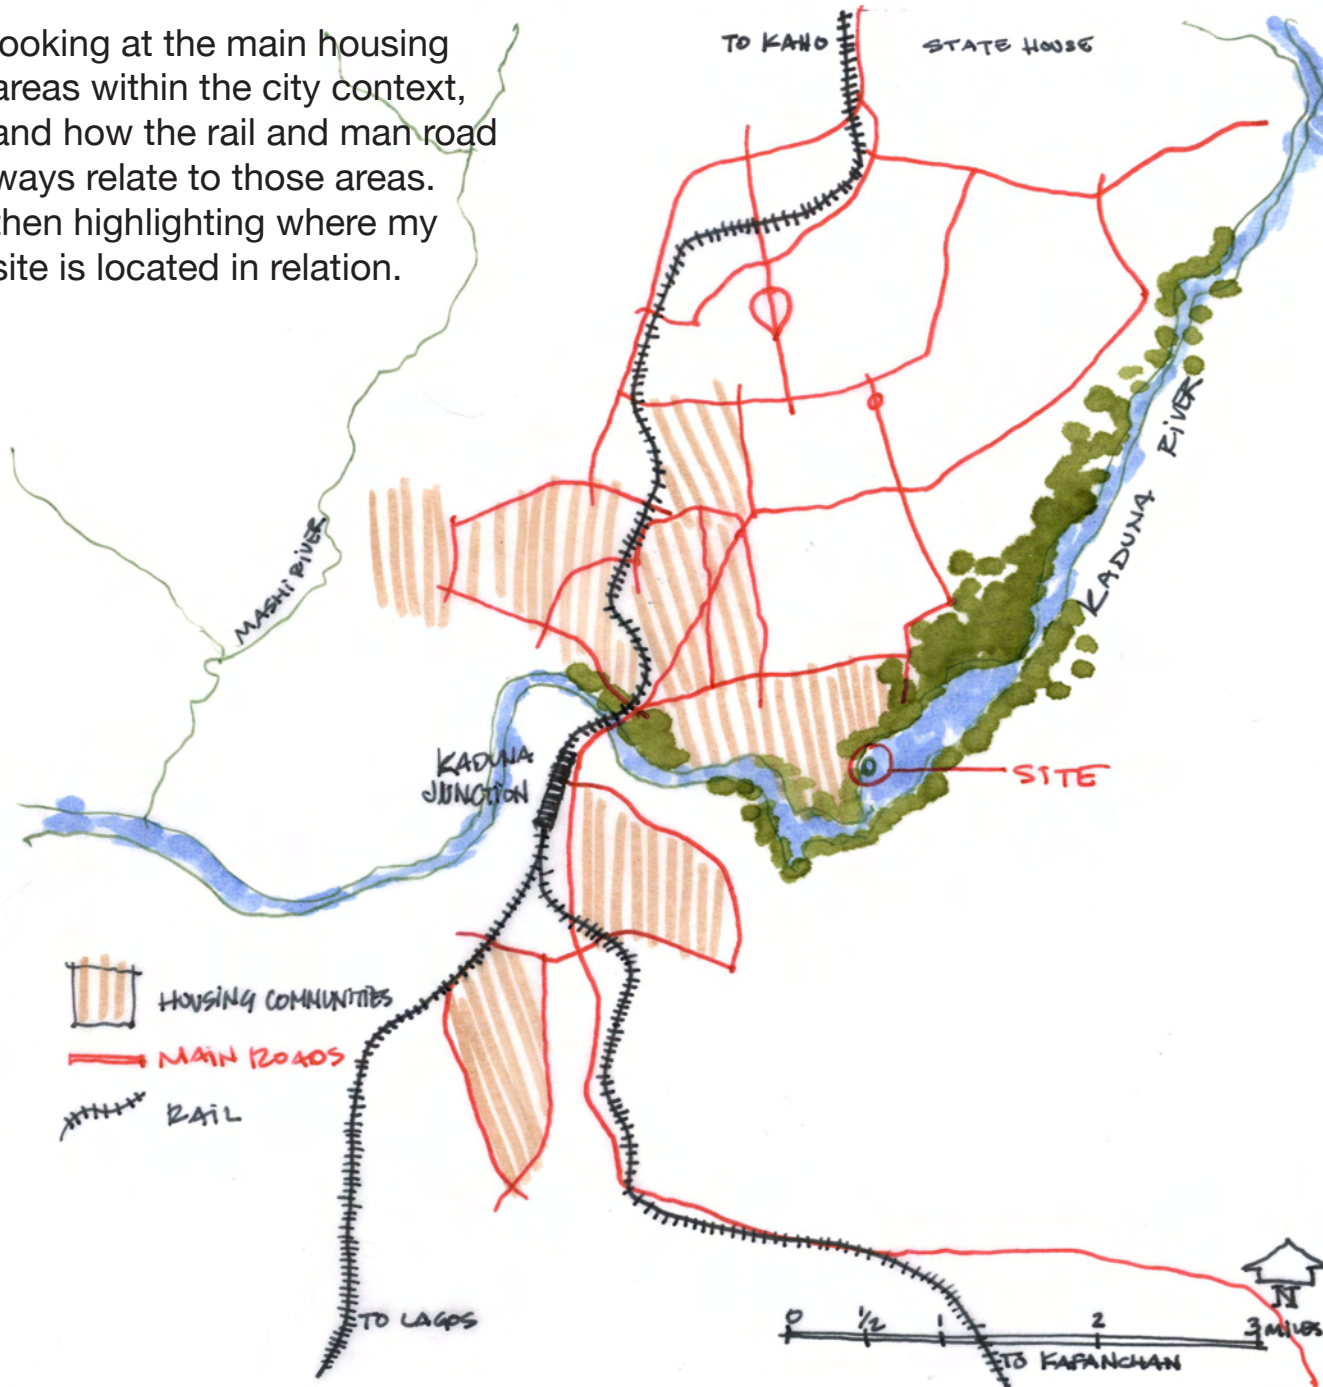 ooking at the main housing
areas within the city context,
and how the rail and man road
ways relate to those areas.
then highlighting where my
site is located in relation.
TO KANO
STATE HOUSE
KADUNA RIVER
MASHI RIVER
KADUNA
JUNCTION
SITE
HOUSING COMMUNITIES
MAIN ROADS
RAIL
TO LAGOS
N
0 1/2 1 2 3 MILES
TO KAFANCHAN